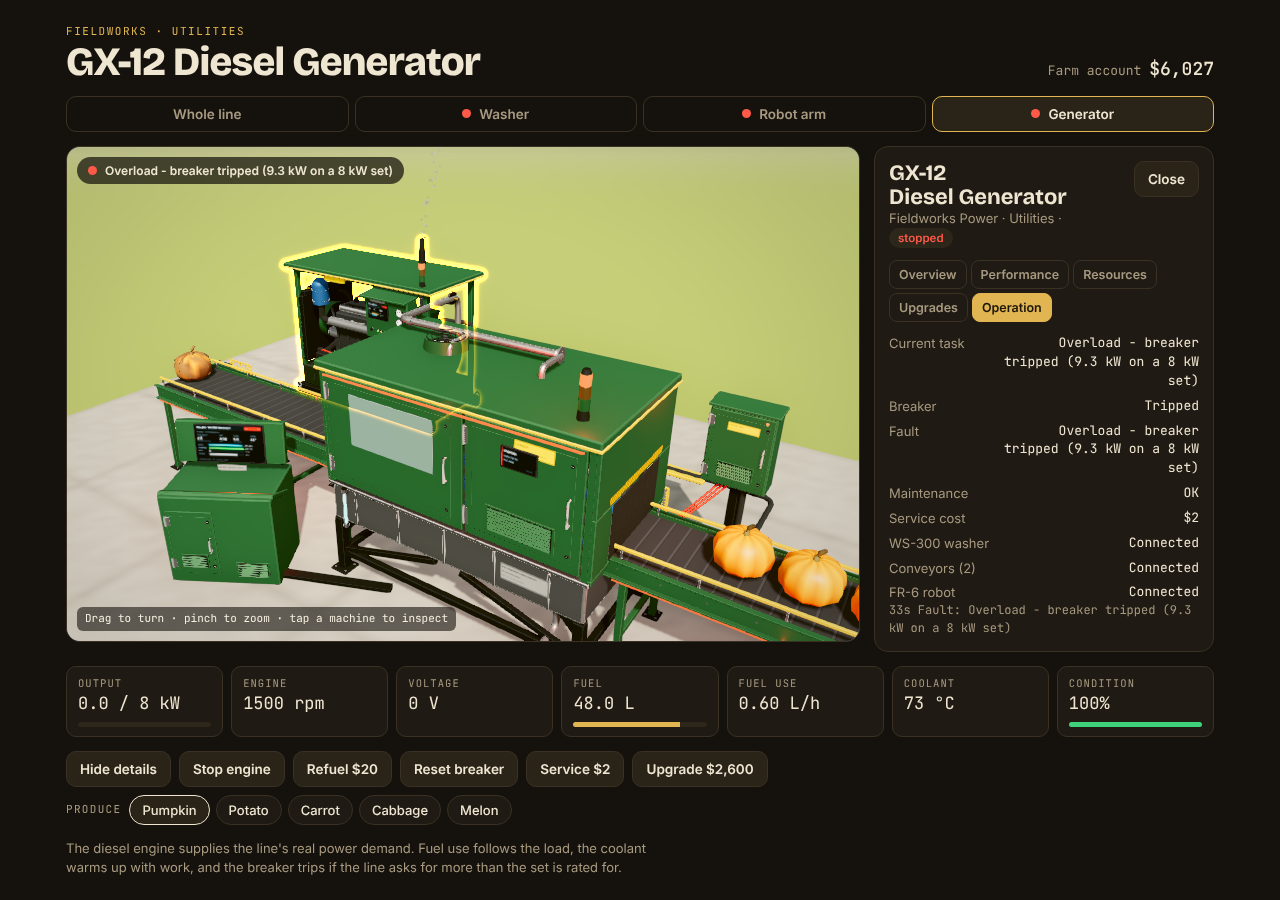 FIELDWORKS · UTILITIES
GX-12 Diesel Generator
Farm account $6,027
Whole line
Washer
Robot arm
Generator
Overload - breaker tripped (9.3 kW on a 8 kW set)
Drag to turn · pinch to zoom · tap a machine to inspect
GX-12
Diesel Generator
Close
Fieldworks Power · Utilities ·
stopped
Overview
Performance
Resources
Upgrades
Operation
Current task Overload - breaker
tripped (9.3 kW on a 8 kW
set)
Breaker Tripped
Fault Overload - breaker
tripped (9.3 kW on a 8 kW
set)
Maintenance OK
Service cost $2
WS-300 washer Connected
Conveyors (2) Connected
FR-6 robot Connected
33s Fault: Overload - breaker tripped (9.3
kW on a 8 kW set)
OUTPUT
0.0 / 8 kW
ENGINE
1500 rpm
VOLTAGE
0 V
FUEL
48.0 L
FUEL USE
0.60 L/h
COOLANT
73 °C
CONDITION
100%
Hide details
Stop engine
Refuel $20
Reset breaker
Service $2
Upgrade $2,600
PRODUCE
Pumpkin
Potato
Carrot
Cabbage
Melon
The diesel engine supplies the line's real power demand. Fuel use follows the load, the coolant
warms up with work, and the breaker trips if the line asks for more than the set is rated for.